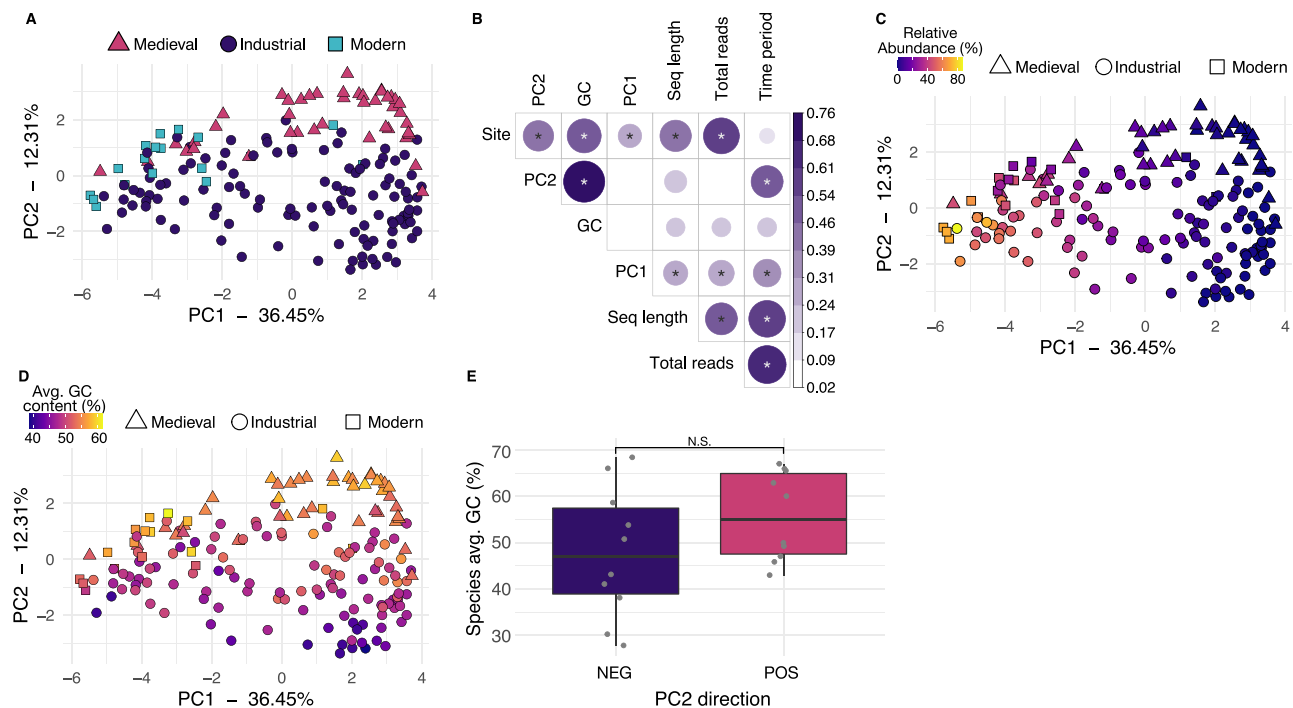 A
Medieval Industrial Modern
PC2 – 12.31%
2
0
−2
−6 −4 −2 0 2 4
PC1 – 36.45%
B
PC2 GC PC1 Seq length Total reads Time period
Site * * * * *
PC2 * *
GC
PC1 * * *
Seq length * *
Total reads *
0.76
0.68
0.61
0.54
0.46
0.39
0.31
0.24
0.17
0.09
0.02
C
Relative
Abundance (%)
0 40 80
Medieval Industrial Modern
PC2 – 12.31%
2
0
−2
−6 −4 −2 0 2 4
PC1 – 36.45%
D
Avg. GC
content (%)
40 50 60
Medieval Industrial Modern
PC2 – 12.31%
2
0
−2
−6 −4 −2 0 2 4
PC1 – 36.45%
E
N.S.
Species avg. GC (%)
70
60
50
40
30
NEG POS
PC2 direction